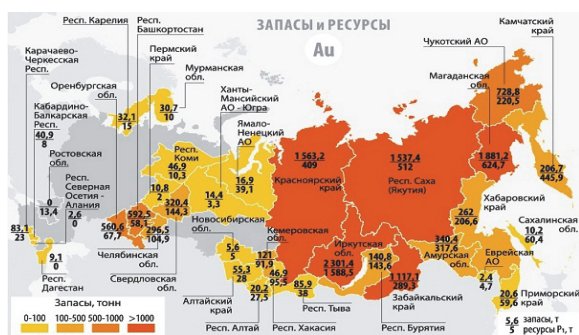 ЗАПАСЫ и РЕСУРСЫ
Au
Карачаево-
Черкесская
Респ.
Респ. Карелия
Респ.
Башкортостан
Пермский
край
Мурманская
обл.
Оренбургская
обл.
Кабардино-
Балкарская
Респ.
40,9
8
Ростовская
обл.
0
13,4
Респ.
Северная
Осетия -
Алания
2,6
0
83,1
23
9,1
0
Респ.
Дагестан
32,1
15
30,7
10
Ханты-
Мансийский
АО - Югра
Ямало-
Ненецкий
АО
Респ.
Коми
46,9
10,3
10,8
2
14,4
3,3
16,9
39,1
320,4
144,3
592,5
58,1
560,6
67,7
296,5
104,9
Челябинская
обл.
Свердловская
обл.
Новосибирская
обл.
5,6
5
Кемеровская
обл.
121
91,9
55,3
28
20,2
27,5
46,9
95,5
85,9
38
Алтайский
край
Респ. Алтай
Респ. Хакасия
Респ. Тыва
Респ. Бурятия
1 563,2
409
Красноярский
край
1 537,4
512
Респ. Саха
(Якутия)
Иркутская
обл.
2 301,4
1 588,5
140,8
143,6
1 117,1
289,3
Забайкальский
край
Чукотский АО
728,8
220,5
Магаданская
обл.
1 881,2
624,7
Камчатский
край
206,7
445,9
Хабаровский
край
262
206,6
Сахалинская
обл.
10,2
60,4
340,4
317,6
Амурская
обл.
Еврейская
АО
2,4
4,7
20,6
59,6
Приморский
край
Запасы, тонн
0-100
100-500
500-1000
>1000
5,6 запасы, т
5 ресурсы P₁, т